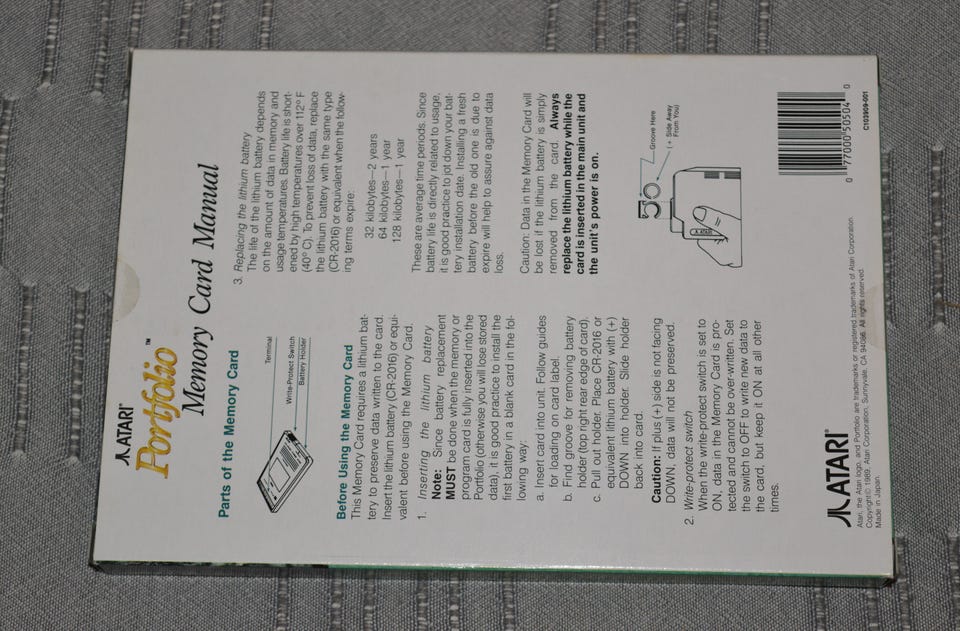 ATARI
Portfolio™
Memory Card Manual
Parts of the Memory Card
Terminal
Write-Protect Switch
Battery Holder
Before Using the Memory Card
This Memory Card requires a lithium bat-
tery to preserve data written to the card.
Insert the lithium battery (CR-2016) or equi-
valent before using the Memory Card.
1. Inserting the lithium battery
Note: Since battery replacement
MUST be done when the memory or
program card is fully inserted into the
Portfolio (otherwise you will lose stored
data), it is good practice to install the
first battery in a blank card in the fol-
lowing way:
a. Insert card into unit. Follow guides
for loading on card label.
b. Find groove for removing battery
holder (top right rear edge of card).
c. Pull out holder. Place CR-2016 or
equivalent lithium battery with (+)
DOWN into holder. Slide holder
back into card.
Caution: If plus (+) side is not facing
DOWN, data will not be preserved.
2. Write-protect switch
When the write-protect switch is set to
ON, data in the Memory Card is pro-
tected and cannot be over-written. Set
the switch to OFF to write new data to
the card, but keep it ON at all other
times.
3. Replacing the lithium battery
The life of the lithium battery depends
on the amount of data in memory and
usage temperatures. Battery life is short-
ened by high temperatures over 112° F
(40° C). To prevent loss of data, replace
the lithium battery with the same type
(CR-2016) or equivalent when the follow-
ing terms expire:
32 kilobytes—2 years
64 kilobytes—1 year
128 kilobytes—1 year
These are average time periods. Since
battery life is directly related to usage,
it is good practice to jot down your bat-
tery installation date. Installing a fresh
battery before the old one is due to
expire will help to assure against data
loss.
Caution: Data in the Memory Card will
be lost if the lithium battery is simply
removed from the card. Always
replace the lithium battery while the
card is inserted in the main unit and
the unit's power is on.
Groove Here
(+ Side Away
From You)
ATARI
ATARI
Atari, the Atari logo, and Portfolio are trademarks or registered trademarks of Atari Corporation.
Copyright© 1989, Atari Corporation, Sunnyvale, CA 94086. All rights reserved.
Made in Japan.
0 77000 50504 0
C103909-001